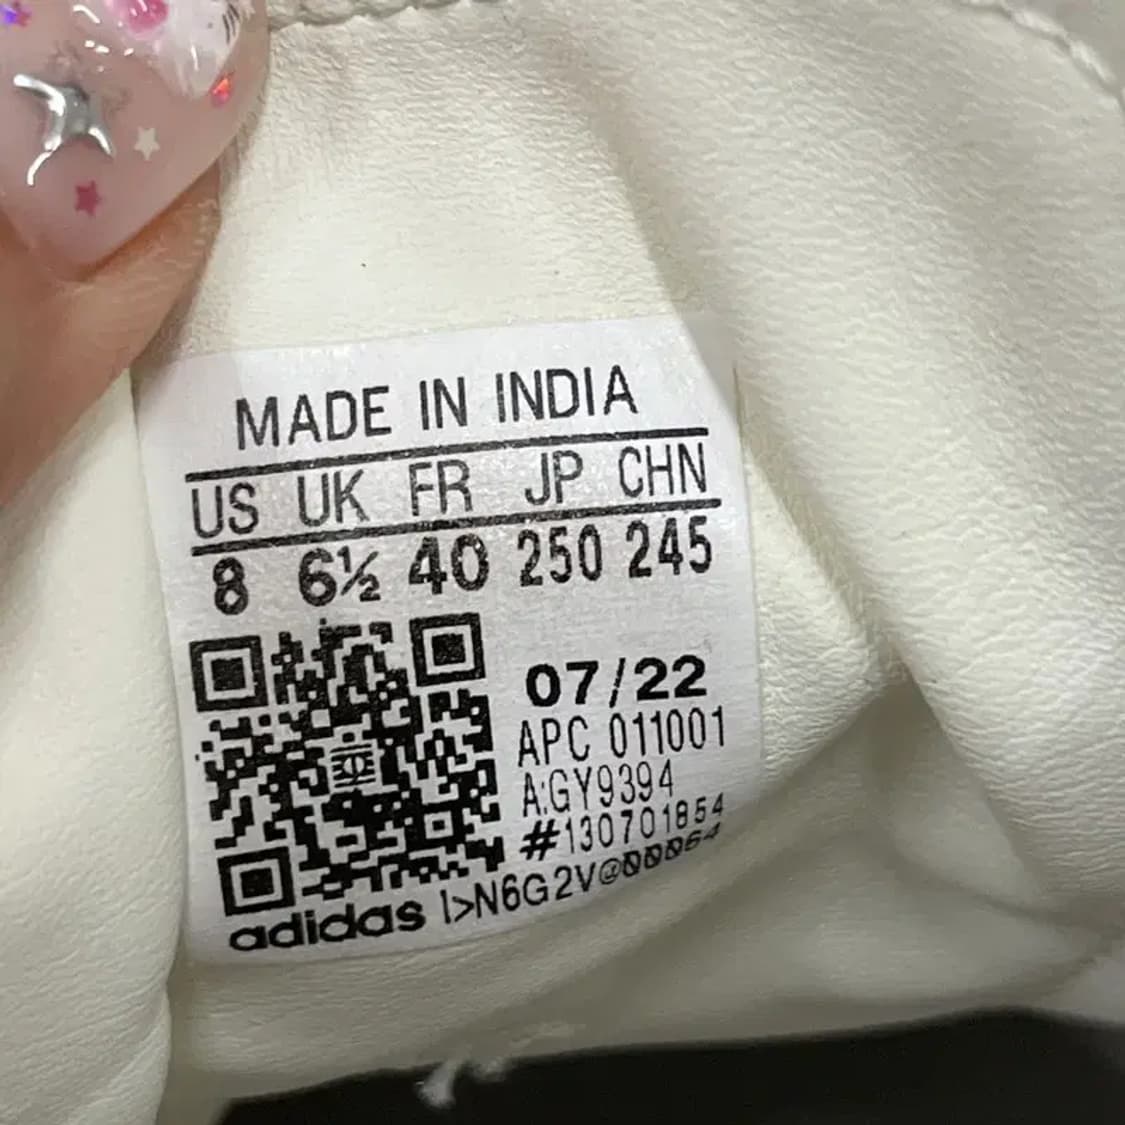 MADE IN INDIA
US UK FR JP CHN
8 6½ 40 250 245
07/22
APC 011001
A:GY9394
#130701854
adidas I>N6G2V@00064